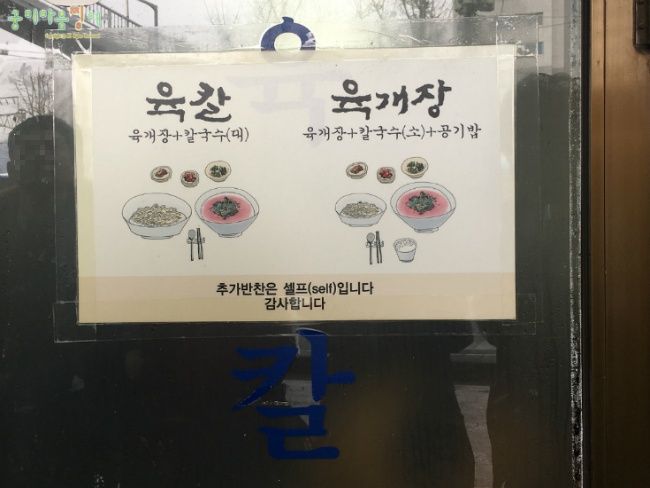 육칼
육개장+칼국수(대)
육개장
육개장+칼국수(소)+공기밥
추가반찬은 셀프(self)입니다
감사합니다
육
칼